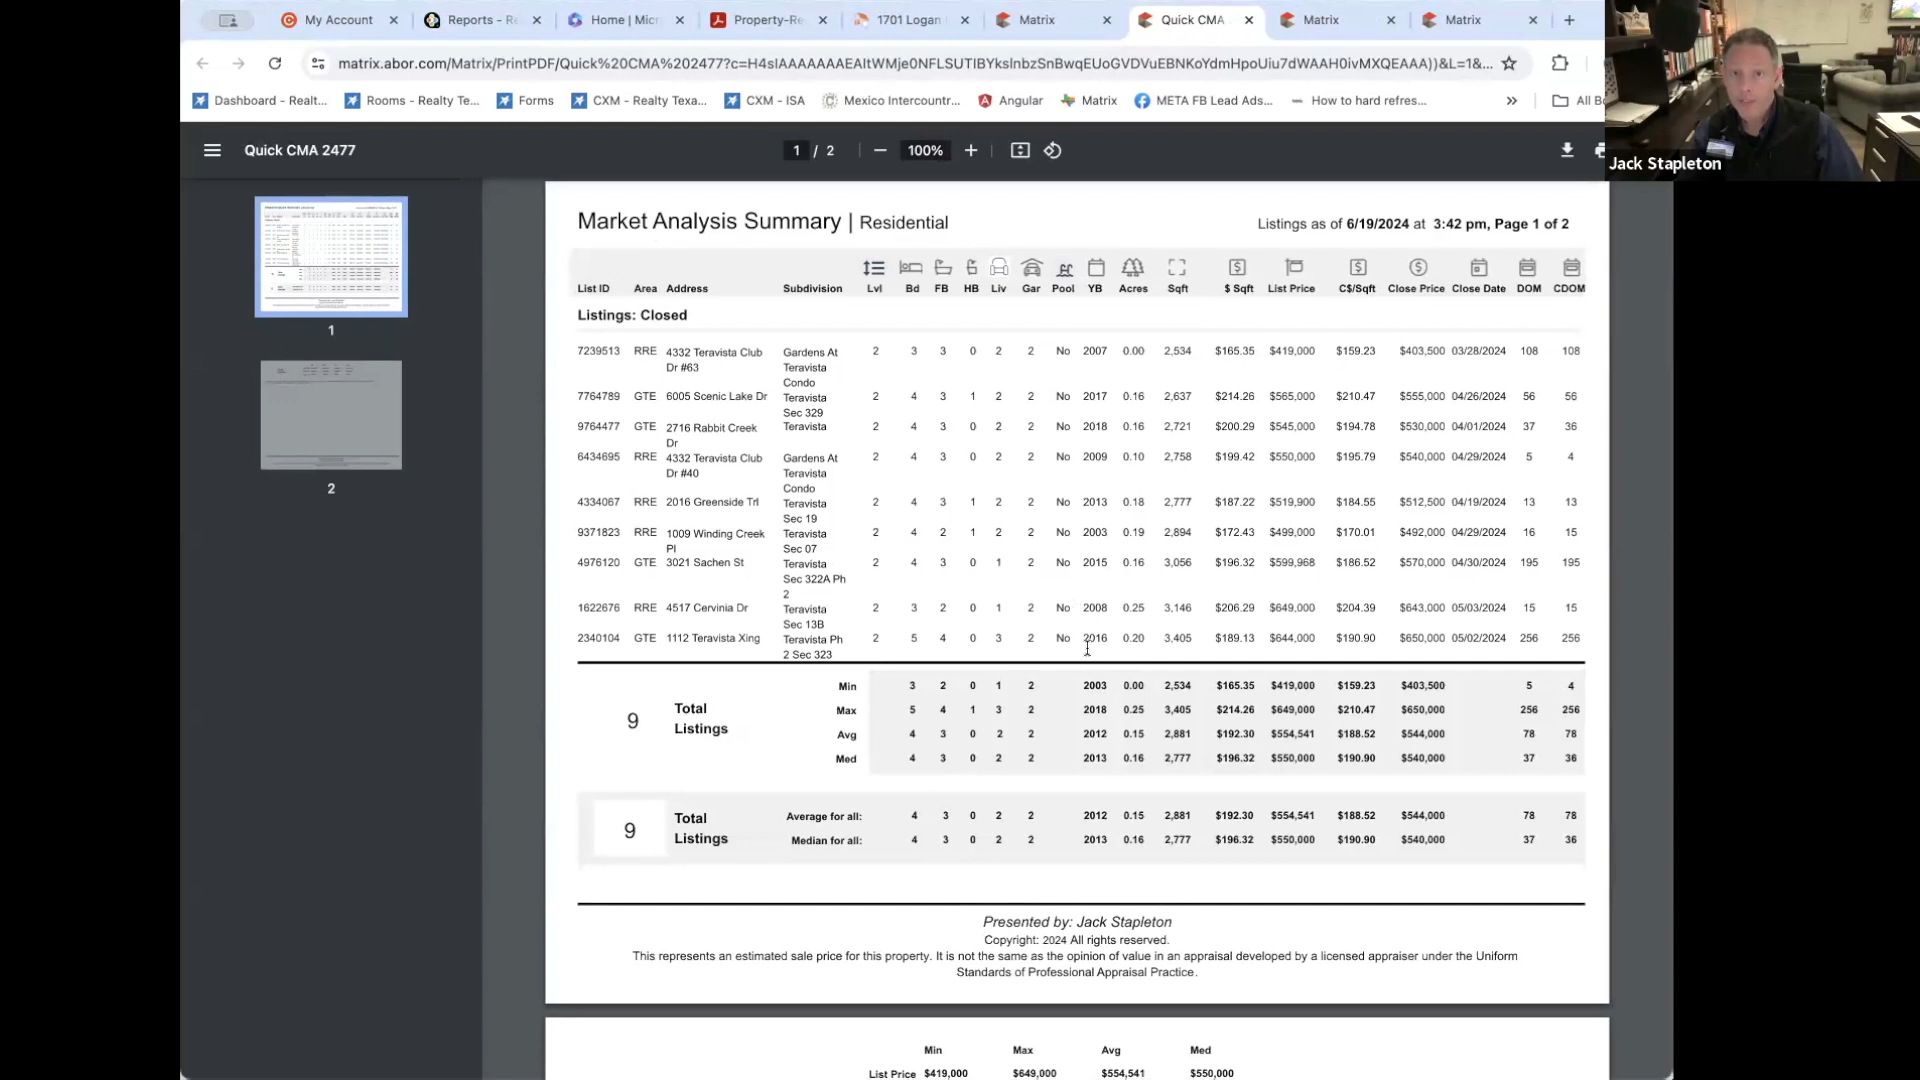 My Account
Reports - Re
Home | Micr
Property-Re
1701 Logan
Matrix
Quick CMA
Matrix
Matrix
matrix.abor.com/Matrix/PrintPDF/Quick%20CMA%202477?c=
Dashboard - Realt...
Rooms - Realty Te...
Forms
CXM - Realty Texa...
CXM - ISA
Mexico Intercountr...
Angular
Matrix
META FB Lead Ads...
How to hard refres...
All Bo
Jack Stapleton
Quick CMA 2477
1 / 2
100%
1
2
Market Analysis Summary | Residential
Listings as of 6/19/2024 at 3:42 pm, Page 1 of 2
List ID Area Address Subdivision Lvl Bd FB HB Liv Gar Pool YB Acres Sqft $ Sqft List Price C$/Sqft Close Price Close Date DOM CDOM
Listings: Closed
7239513 RRE 4332 Teravista Club Gardens At 2 3 3 0 2 2 No 2007 0.00 2,534 $165.35 $419,000 $159.23 $403,500 03/28/2024 108 108
Dr #63 Teravista
Condo
7764789 GTE 6005 Scenic Lake Dr Teravista 2 4 3 1 2 2 No 2017 0.16 2,637 $214.26 $565,000 $210.47 $555,000 04/26/2024 56 56
Sec 329
9764477 GTE 2716 Rabbit Creek Teravista 2 4 3 0 2 2 No 2018 0.16 2,721 $200.29 $545,000 $194.78 $530,000 04/01/2024 37 36
Dr
6434695 RRE 4332 Teravista Club Gardens At 2 4 3 0 2 2 No 2009 0.10 2,758 $199.42 $550,000 $195.79 $540,000 04/29/2024 5 4
Dr #40 Teravista
Condo
4334067 RRE 2016 Greenside Trl Teravista 2 4 3 1 2 2 No 2013 0.18 2,777 $187.22 $519,900 $184.55 $512,500 04/19/2024 13 13
Sec 19
9371823 RRE 1009 Winding Creek Teravista 2 4 2 1 2 2 No 2003 0.19 2,894 $172.43 $499,000 $170.01 $492,000 04/29/2024 16 15
Pl Sec 07
4976120 GTE 3021 Sachen St Teravista 2 4 3 0 1 2 No 2015 0.16 3,056 $196.32 $599,968 $186.52 $570,000 04/30/2024 195 195
Sec 322A Ph
2
1622676 RRE 4517 Cervinia Dr Teravista 2 3 2 0 1 2 No 2008 0.25 3,146 $206.29 $649,000 $204.39 $643,000 05/03/2024 15 15
Sec 13B
2340104 GTE 1112 Teravista Xing Teravista Ph 2 5 4 0 3 2 No 2016 0.20 3,405 $189.13 $644,000 $190.90 $650,000 05/02/2024 256 256
2 Sec 323
9 Total Listings
Min 3 2 0 1 2 2003 0.00 2,534 $165.35 $419,000 $159.23 $403,500 5 4
Max 5 4 1 3 2 2018 0.25 3,405 $214.26 $649,000 $210.47 $650,000 256 256
Avg 4 3 0 2 2 2012 0.15 2,881 $192.30 $554,541 $188.52 $544,000 78 78
Med 4 3 0 2 2 2013 0.16 2,777 $196.32 $550,000 $190.90 $540,000 37 36
9 Total Listings
Average for all: 4 3 0 2 2 2012 0.15 2,881 $192.30 $554,541 $188.52 $544,000 78 78
Median for all: 4 3 0 2 2 2013 0.16 2,777 $196.32 $550,000 $190.90 $540,000 37 36
Presented by: Jack Stapleton
Copyright: 2024 All rights reserved.
This represents an estimated sale price for this property. It is not the same as the opinion of value in an appraisal developed by a licensed appraiser under the Uniform
Standards of Professional Appraisal Practice.
Min Max Avg Med
List Price $419,000 $649,000 $554,541 $550,000